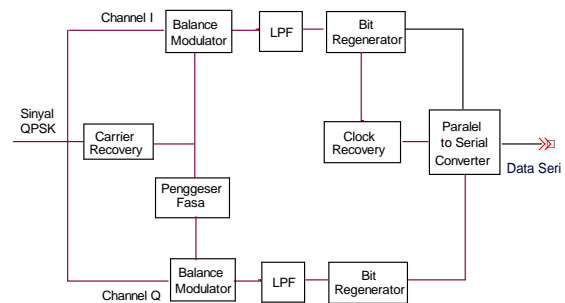 Channel I
Balance
Modulator
LPF
Bit
Regenerator
Sinyal
QPSK
Carrier
Recovery
Clock
Recovery
Paralel
to Serial
Converter
Data Seri
Penggeser
Fasa
Channel Q
Balance
Modulator
LPF
Bit
Regenerator